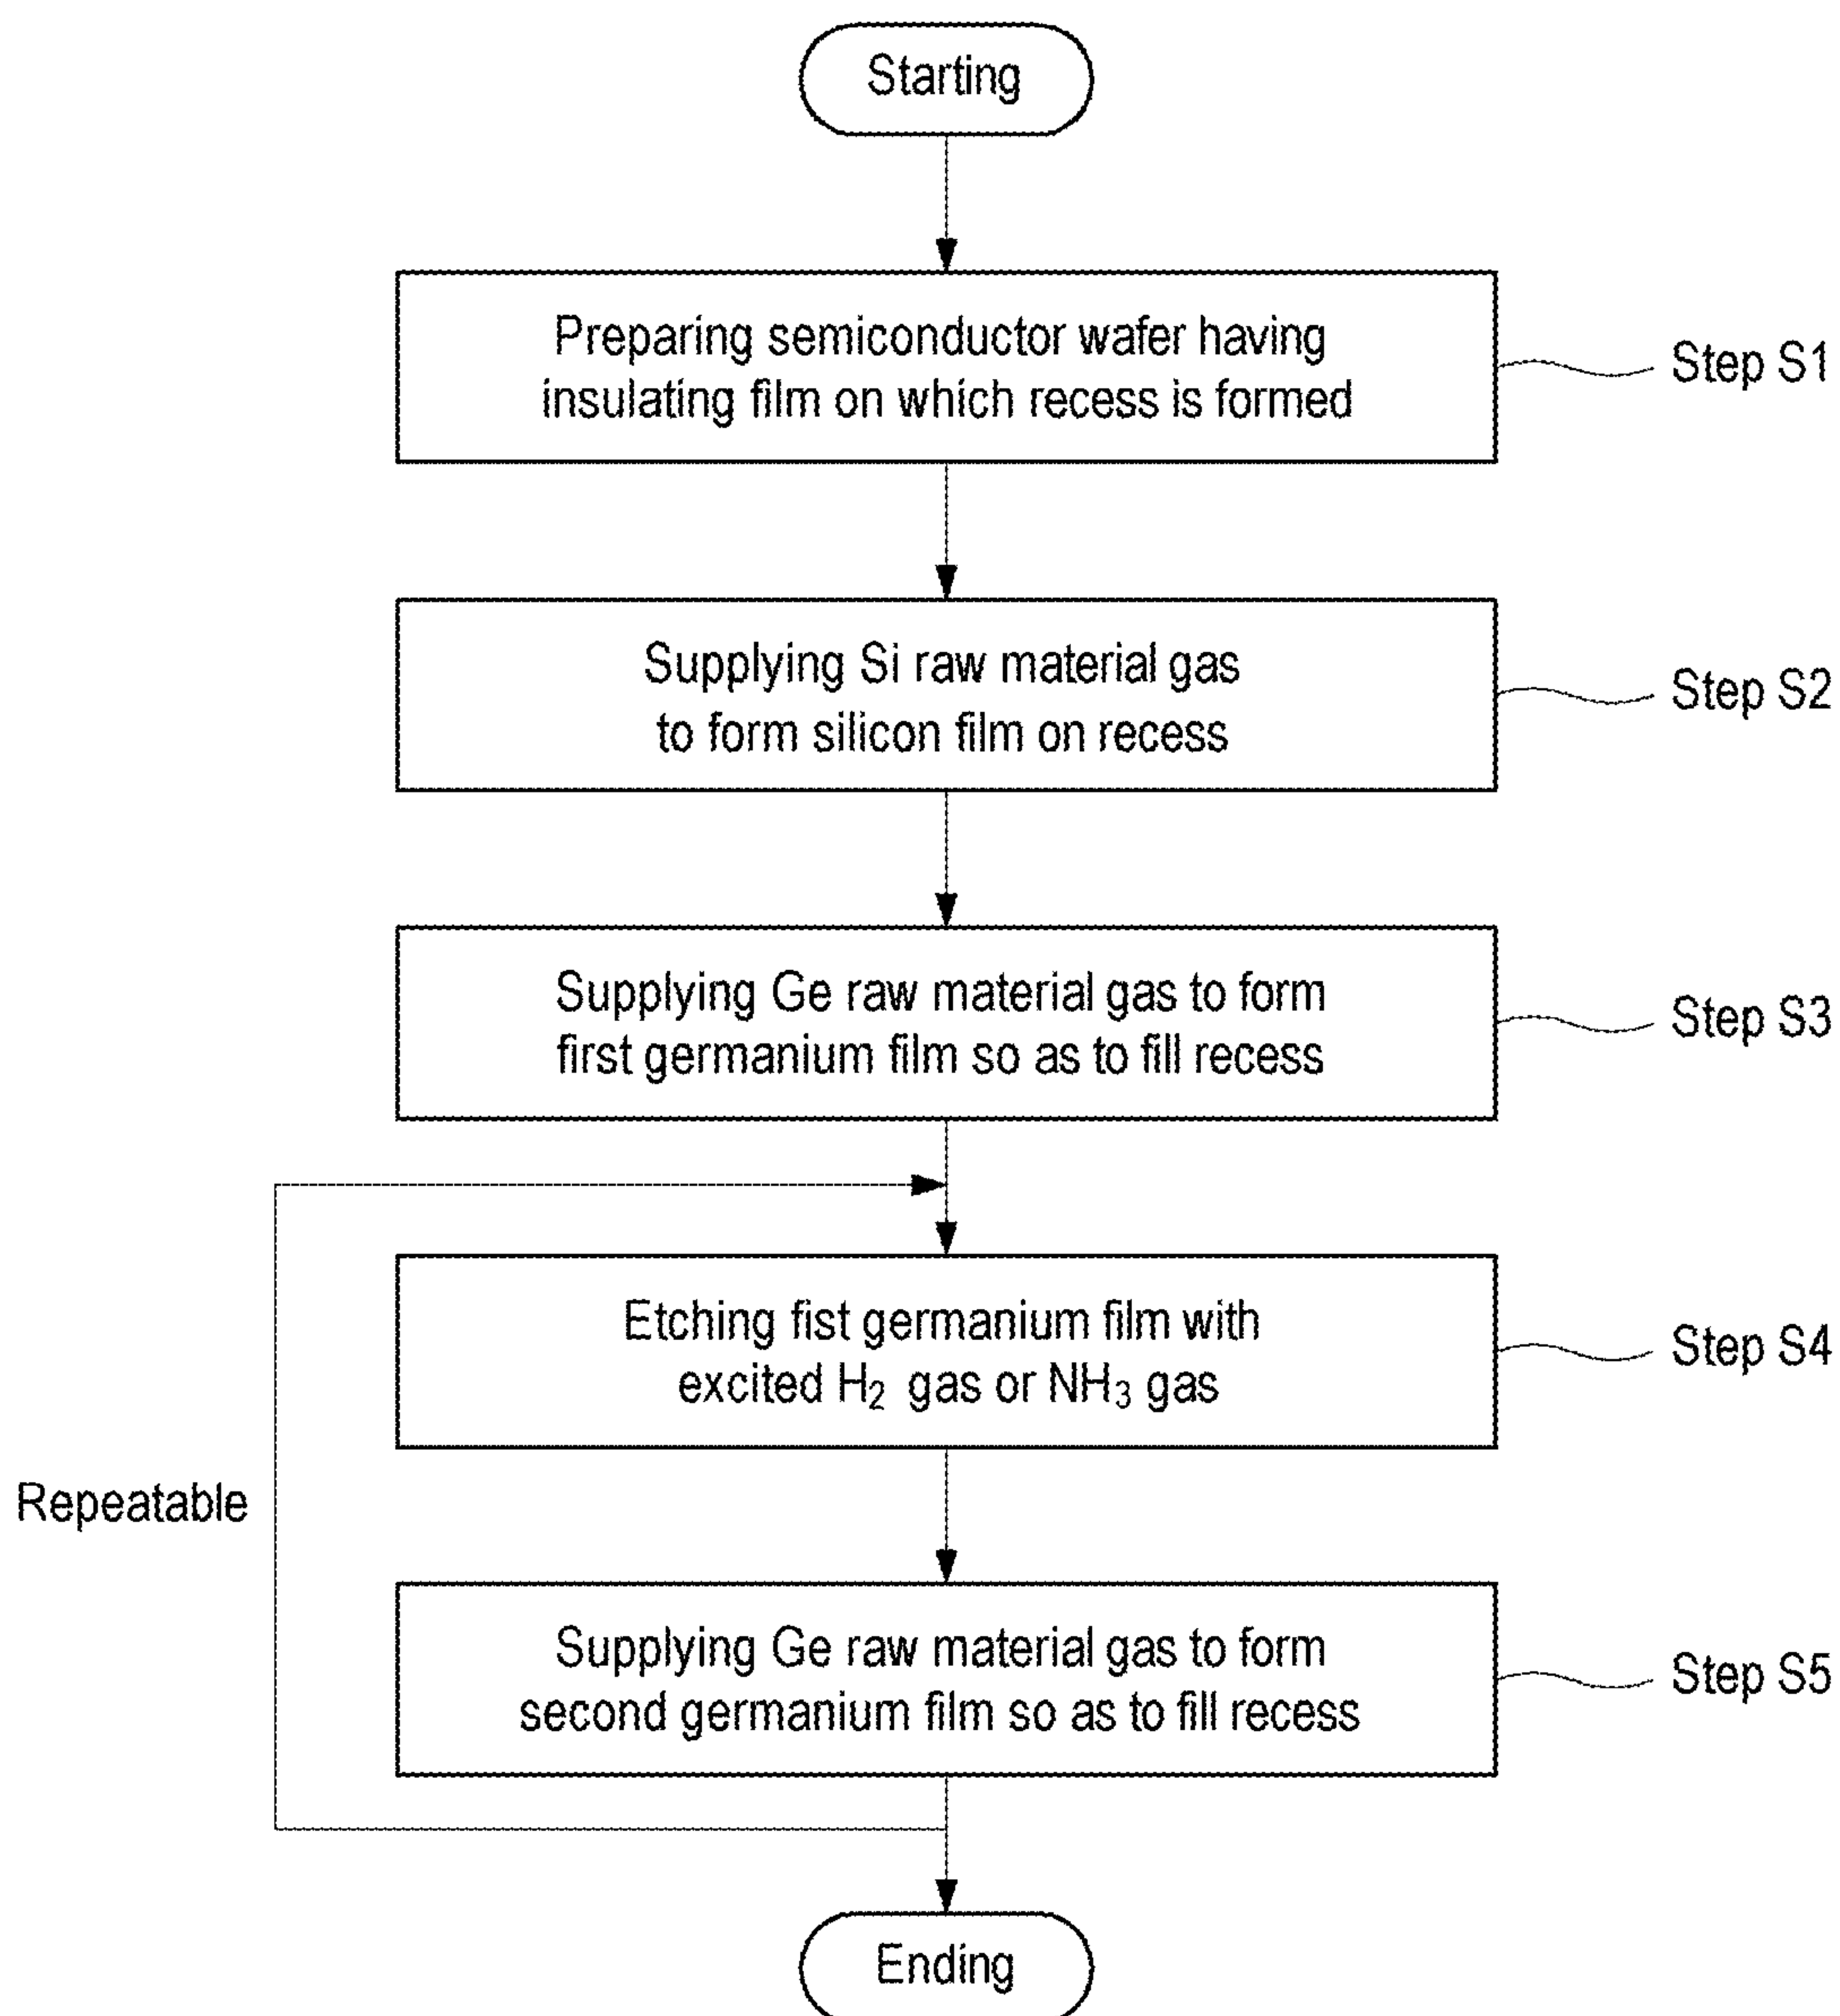 Starting
Preparing semiconductor wafer having
insulating film on which recess is formed
Step S1
Supplying Si raw material gas
to form silicon film on recess
Step S2
Supplying Ge raw material gas to form
first germanium film so as to fill recess
Step S3
Etching fist germanium film with
excited H₂ gas or NH₃ gas
Step S4
Repeatable
Supplying Ge raw material gas to form
second germanium film so as to fill recess
Step S5
Ending